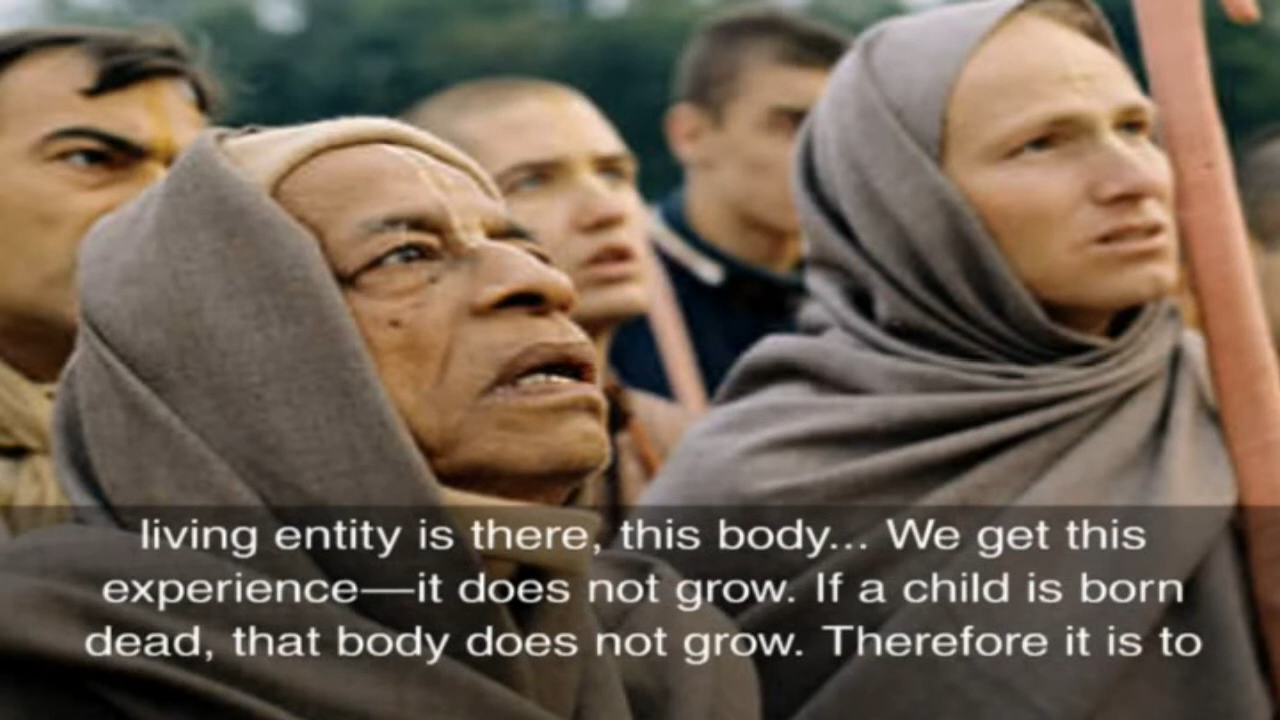 living entity is there, this body... We get this
experience—it does not grow. If a child is born
dead, that body does not grow. Therefore it is to